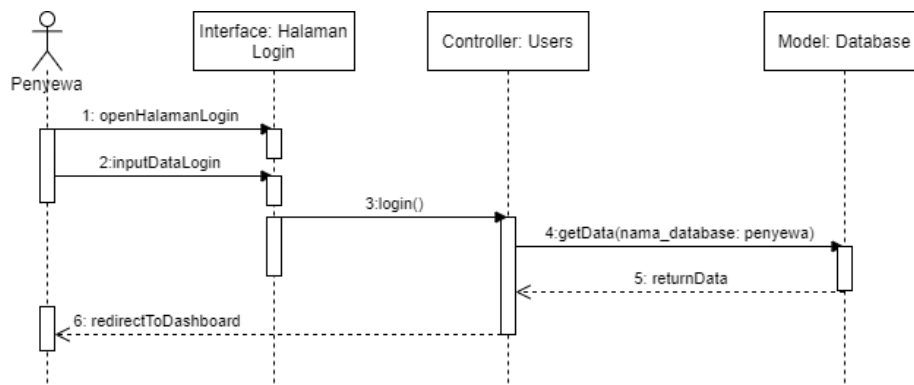 Interface: Halaman
Login
Controller: Users
Model: Database
Penyewa
1: openHalamanLogin
2:inputDataLogin
3:login()
4:getData(nama_database: penyewa)
5: returnData
6: redirectToDashboard